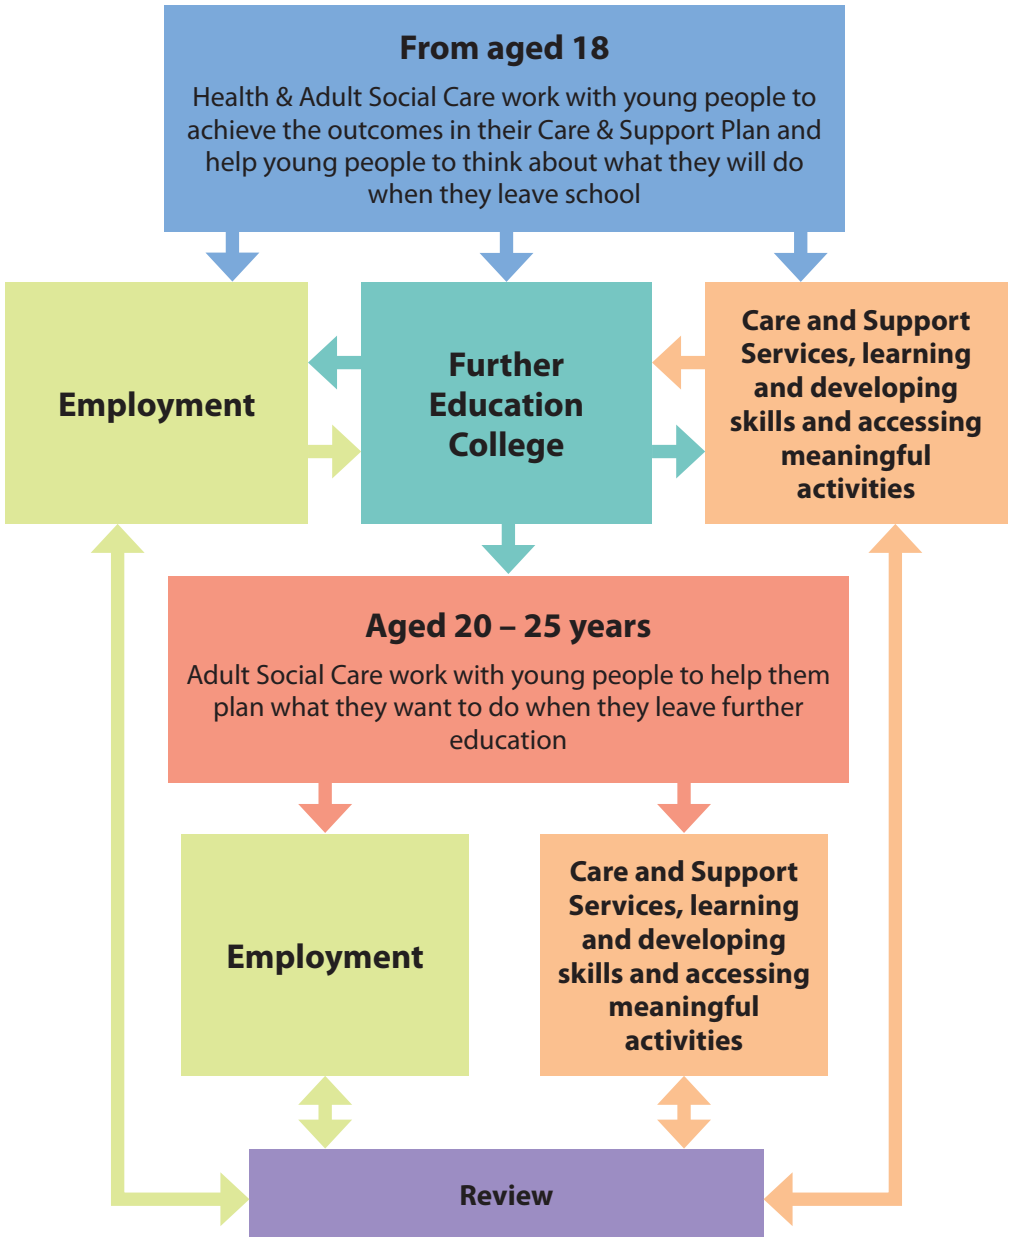 From aged 18
Health & Adult Social Care work with young people to
achieve the outcomes in their Care & Support Plan and
help young people to think about what they will do
when they leave school
Employment
Further
Education
College
Care and Support
Services, learning
and developing
skills and accessing
meaningful
activities
Aged 20 – 25 years
Adult Social Care work with young people to help them
plan what they want to do when they leave further
education
Employment
Care and Support
Services, learning
and developing
skills and accessing
meaningful
activities
Review